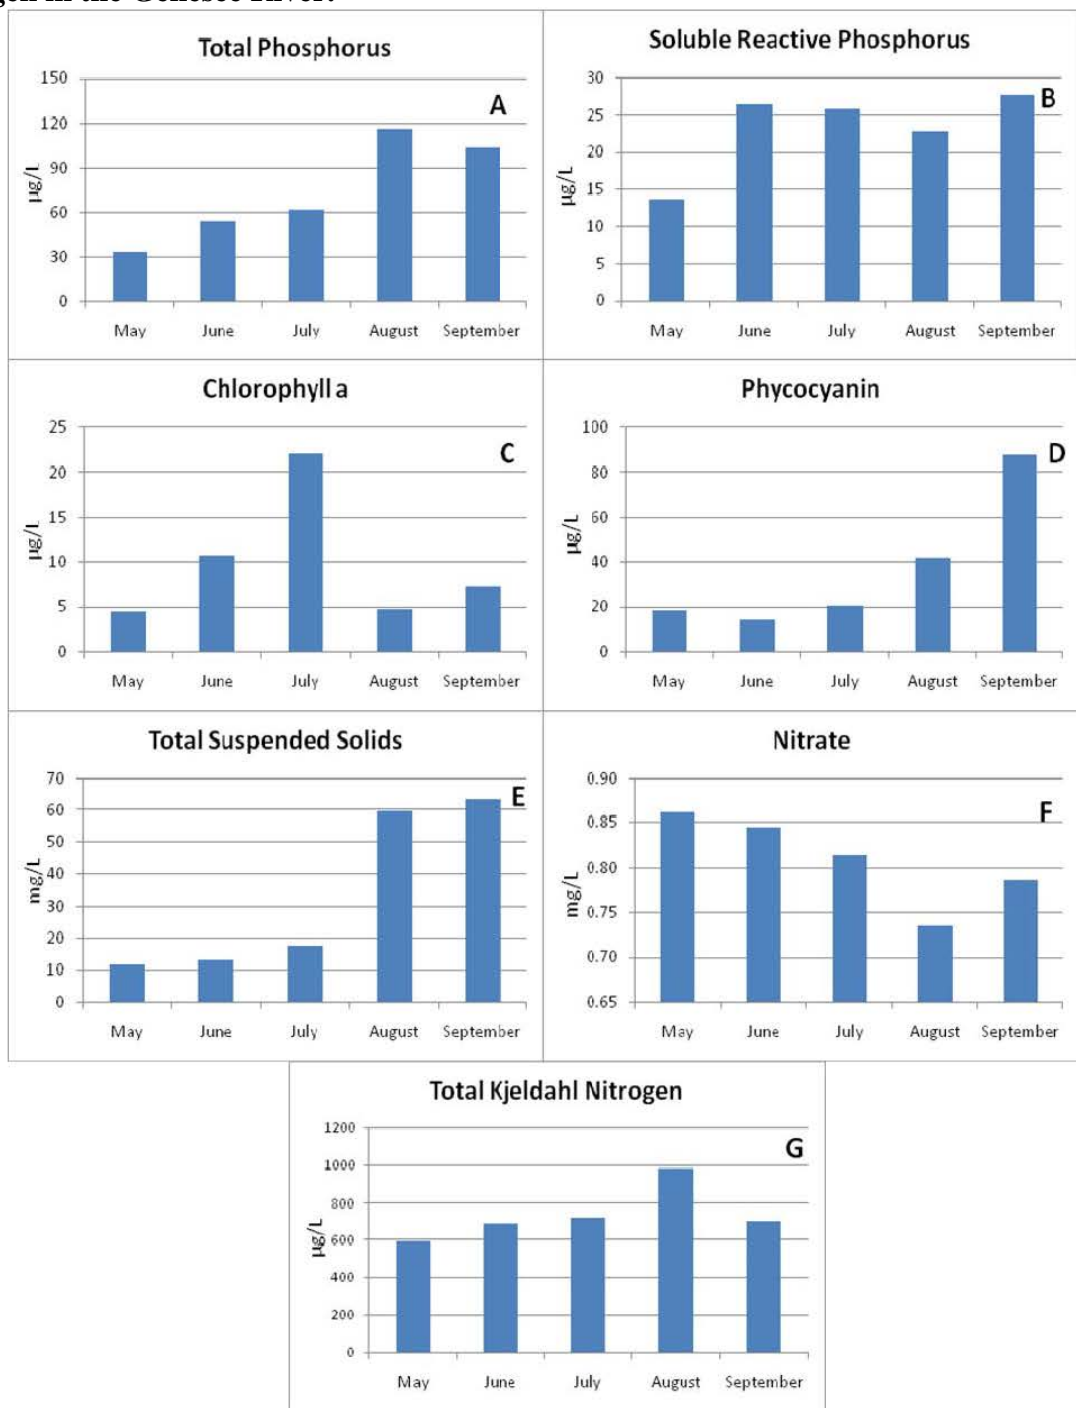 gen in the Genesee River.
Total Phosphorus
A
150
120
90
60
30
0
µg/L
May June July August September
Soluble Reactive Phosphorus
B
30
25
20
15
10
5
0
µg/L
May June July August September
Chlorophyll a
C
25
20
15
10
5
0
µg/L
May June July August September
Phycocyanin
D
100
80
60
40
20
0
µg/L
May June July August September
Total Suspended Solids
E
70
60
50
40
30
20
10
0
mg/L
May June July August September
Nitrate
F
0.90
0.85
0.80
0.75
0.70
0.65
mg/L
May June July August September
Total Kjeldahl Nitrogen
G
1200
1000
800
600
400
200
0
µg/L
May June July August September